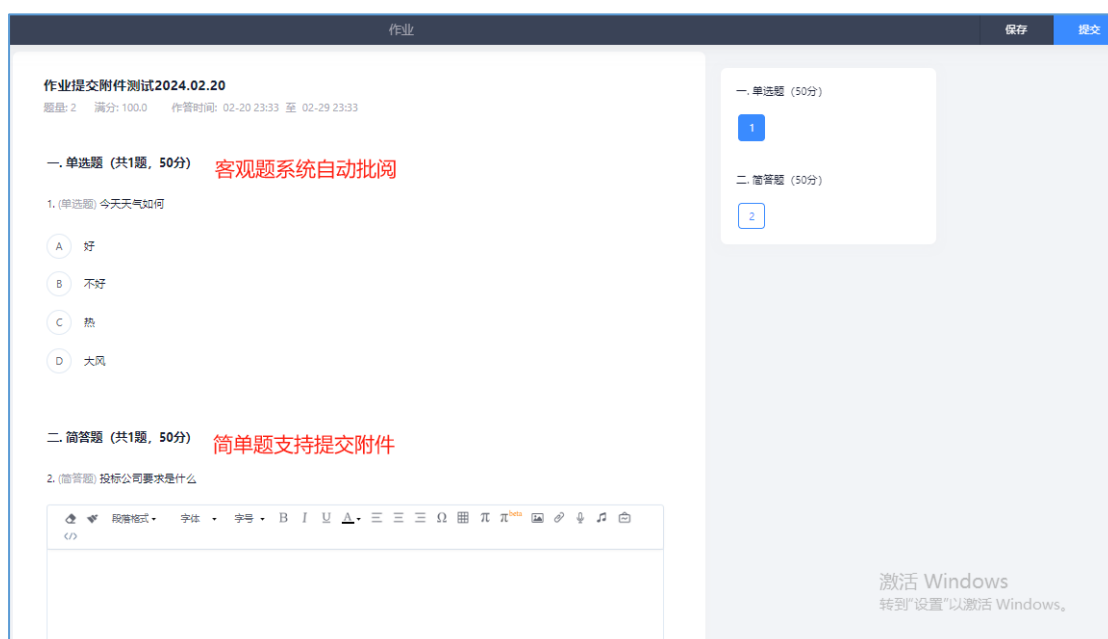 作业
保存
提交
作业提交附件测试2024.02.20
题量: 2 满分: 100.0 作答时间: 02-20 23:33 至 02-29 23:33
一. 单选题（共1题，50分）
客观题系统自动批阅
1. (单选题) 今天天气如何
A 好
B 不好
C 热
D 大风
二. 简答题（共1题，50分）
简单题支持提交附件
2. (简答题) 投标公司要求是什么
段落格式 字体 字号 B I U A Ω π π beta
</>
一. 单选题（50分）
1
二. 简答题（50分）
2
激活 Windows
转到“设置”以激活 Windows。